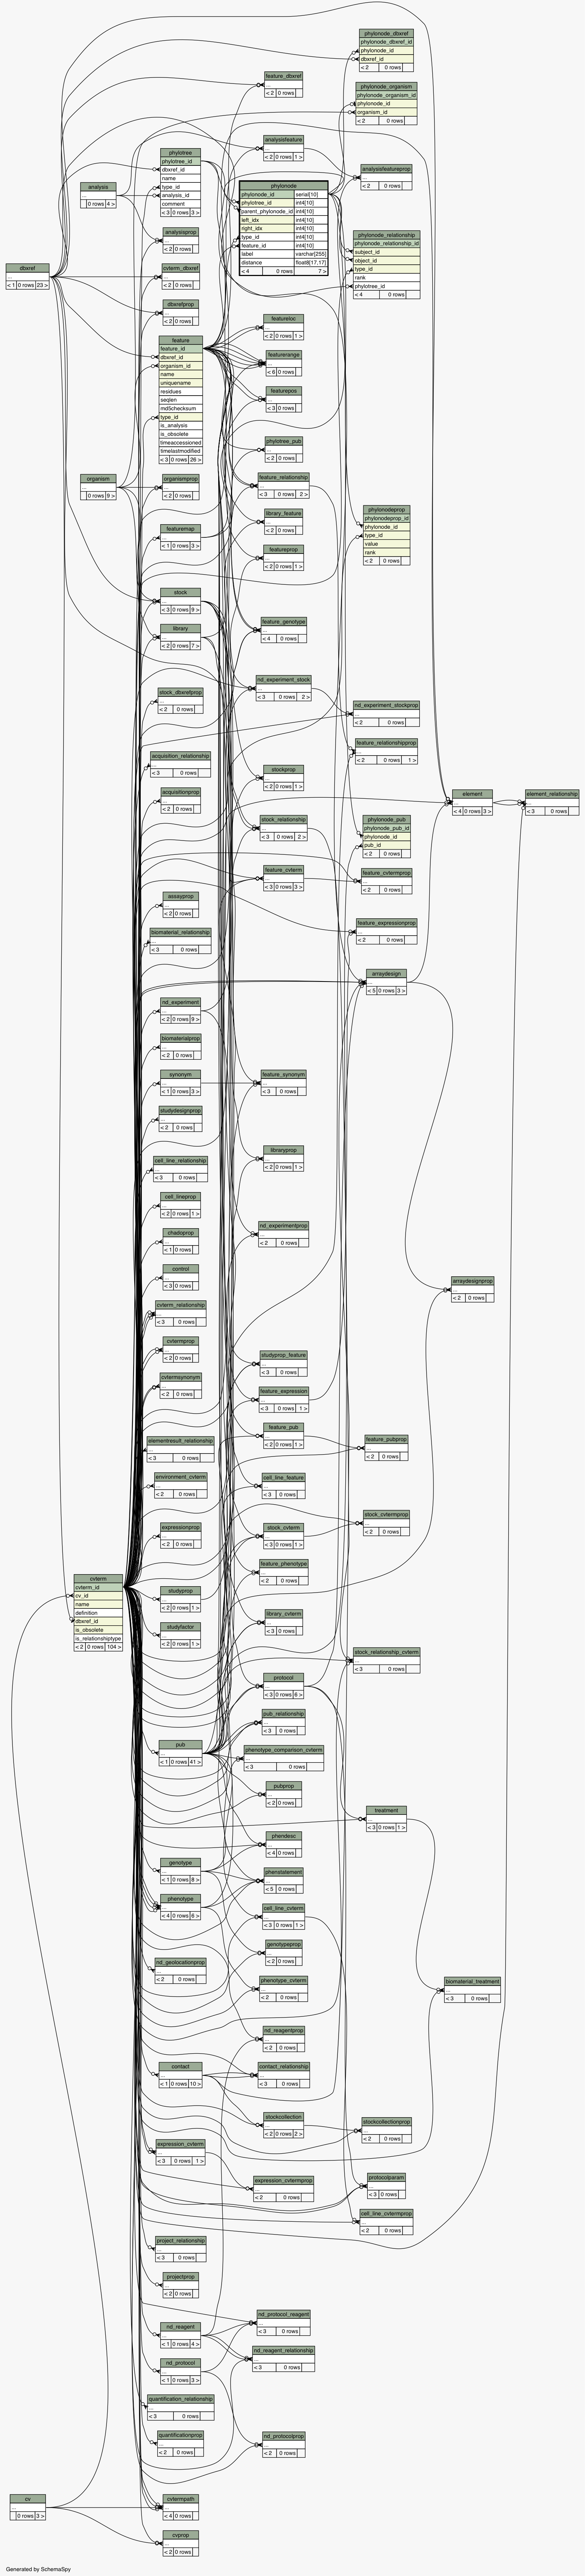 phylonode_dbxref
phylonode_dbxref_id
phylonode_id
dbxref_id
< 2 0 rows
feature_dbxref
...
< 2 0 rows
phylonode_organism
phylonode_organism_id
phylonode_id
organism_id
< 2 0 rows
analysisfeature
...
< 2 0 rows 1 >
phylotree
phylotree_id
dbxref_id
name
type_id
analysis_id
comment
< 3 0 rows 3 >
analysisfeatureprop
...
< 2 0 rows
analysis
...
0 rows 4 >
phylonode
phylonode_id serial[10]
phylotree_id int4[10]
parent_phylonode_id int4[10]
left_idx int4[10]
right_idx int4[10]
type_id int4[10]
feature_id int4[10]
label varchar[255]
distance float8[17,17]
< 4 0 rows 7 >
analysisprop
...
< 2 0 rows
phylonode_relationship
phylonode_relationship_id
subject_id
object_id
type_id
rank
phylotree_id
< 4 0 rows
dbxref
...
< 1 0 rows 23 >
cvterm_dbxref
...
< 2 0 rows
dbxrefprop
...
< 2 0 rows
featureloc
...
< 2 0 rows 1 >
feature
feature_id
dbxref_id
organism_id
name
uniquename
residues
seqlen
md5checksum
type_id
is_analysis
is_obsolete
timeaccessioned
timelastmodified
< 3 0 rows 26 >
featurerange
...
< 6 0 rows
featurepos
...
< 3 0 rows
phylotree_pub
...
< 2 0 rows
organism
...
0 rows 9 >
organismprop
...
< 2 0 rows
feature_relationship
...
< 3 0 rows 2 >
library_feature
...
< 2 0 rows
phylonodeprop
phylonodeprop_id
phylonode_id
type_id
value
rank
< 2 0 rows
featuremap
...
< 1 0 rows 3 >
featureprop
...
< 2 0 rows 1 >
stock
...
< 3 0 rows 9 >
library
...
< 2 0 rows 7 >
feature_genotype
...
< 4 0 rows
stock_dbxrefprop
...
< 2 0 rows
nd_experiment_stock
...
< 3 0 rows 2 >
nd_experiment_stockprop
...
< 2 0 rows
feature_relationshipprop
...
< 2 0 rows 1 >
acquisition_relationship
...
< 3 0 rows
stockprop
...
< 2 0 rows 1 >
acquisitionprop
...
< 2 0 rows
element
...
< 4 0 rows 3 >
element_relationship
...
< 3 0 rows
stock_relationship
...
< 3 0 rows 2 >
phylonode_pub
phylonode_pub_id
phylonode_id
pub_id
< 2 0 rows
feature_cvterm
...
< 3 0 rows 3 >
feature_cvtermprop
...
< 2 0 rows
assayprop
...
< 2 0 rows
biomaterial_relationship
...
< 3 0 rows
feature_expressionprop
...
< 2 0 rows
arraydesign
...
< 5 0 rows 3 >
nd_experiment
...
< 2 0 rows 9 >
biomaterialprop
...
< 2 0 rows
synonym
...
< 1 0 rows 3 >
feature_synonym
...
< 3 0 rows
studydesignprop
...
< 2 0 rows
cell_line_relationship
...
< 3 0 rows
libraryprop
...
< 2 0 rows 1 >
cell_lineprop
...
< 2 0 rows 1 >
chadoprop
...
< 1 0 rows
nd_experimentprop
...
< 2 0 rows
control
...
< 3 0 rows
arraydesignprop
...
< 2 0 rows
cvterm_relationship
...
< 3 0 rows
cvtermprop
...
< 2 0 rows
studyprop_feature
...
< 3 0 rows
cvtermsynonym
...
< 2 0 rows
feature_expression
...
< 3 0 rows 1 >
feature_pub
...
< 2 0 rows 1 >
elementresult_relationship
...
< 3 0 rows
feature_pubprop
...
< 2 0 rows
environment_cvterm
...
< 2 0 rows
cell_line_feature
...
< 3 0 rows
stock_cvtermprop
...
< 2 0 rows
expressionprop
...
< 2 0 rows
stock_cvterm
...
< 3 0 rows 1 >
feature_phenotype
...
< 2 0 rows
cvterm
cvterm_id
cv_id
name
definition
dbxref_id
is_obsolete
is_relationshiptype
< 2 0 rows 104 >
studyprop
...
< 2 0 rows 1 >
library_cvterm
...
< 3 0 rows
studyfactor
...
< 2 0 rows 1 >
stock_relationship_cvterm
...
< 3 0 rows
protocol
...
< 3 0 rows 6 >
pub_relationship
...
< 3 0 rows
pub
...
< 1 0 rows 41 >
phenotype_comparison_cvterm
...
< 3 0 rows
pubprop
...
< 2 0 rows
treatment
...
< 3 0 rows 1 >
phendesc
...
< 4 0 rows
genotype
...
< 1 0 rows 8 >
phenstatement
...
< 5 0 rows
phenotype
...
< 4 0 rows 6 >
cell_line_cvterm
...
< 3 0 rows 1 >
genotypeprop
...
< 2 0 rows
nd_geolocationprop
...
< 2 0 rows
phenotype_cvterm
...
< 2 0 rows
biomaterial_treatment
...
< 3 0 rows
nd_reagentprop
...
< 2 0 rows
contact
...
< 1 0 rows 10 >
contact_relationship
...
< 3 0 rows
stockcollection
...
< 2 0 rows 2 >
stockcollectionprop
...
< 2 0 rows
expression_cvterm
...
< 3 0 rows 1 >
expression_cvtermprop
...
< 2 0 rows
protocolparam
...
< 3 0 rows
cell_line_cvtermprop
...
< 2 0 rows
project_relationship
...
< 3 0 rows
projectprop
...
< 2 0 rows
nd_protocol_reagent
...
< 3 0 rows
nd_reagent
...
< 1 0 rows 4 >
nd_reagent_relationship
...
< 3 0 rows
nd_protocol
...
< 1 0 rows 3 >
quantification_relationship
...
< 3 0 rows
quantificationprop
...
< 2 0 rows
nd_protocolprop
...
< 2 0 rows
cv
...
0 rows 3 >
cvtermpath
...
< 4 0 rows
cvprop
...
< 2 0 rows
Generated by SchemaSpy